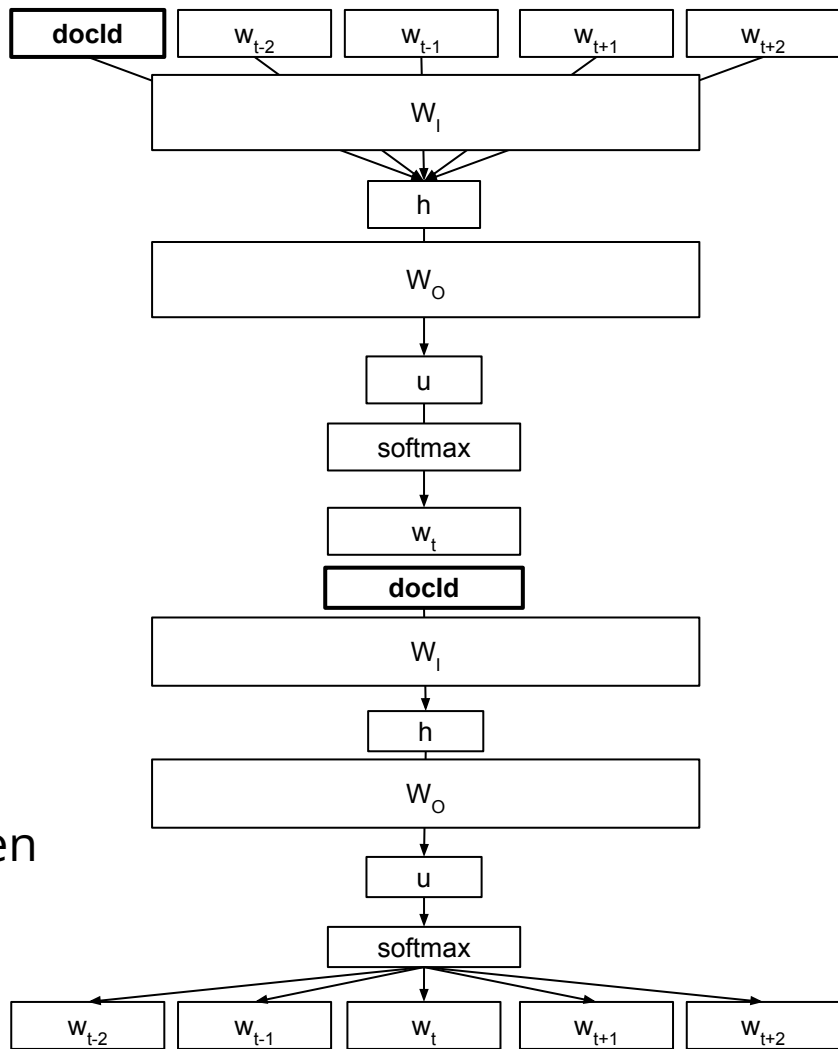 docId w_{t-2} w_{t-1} w_{t+1} w_{t+2}
W_I
h
W_O
u
softmax
w_t
docId
W_I
h
W_O
en
u
softmax
w_{t-2} w_{t-1} w_t w_{t+1} w_{t+2}